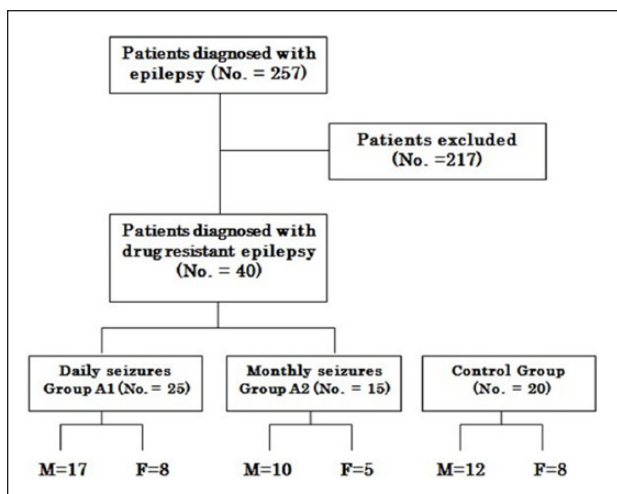 Patients diagnosed with
epilepsy (No. = 257)
Patients excluded
(No. =217)
Patients diagnosed with
drug resistant epilepsy
(No. = 40)
Daily seizures
Group A1 (No. = 25)
Monthly seizures
Group A2 (No. = 15)
Control Group
(No. = 20)
M=17 F=8 M=10 F=5 M=12 F=8